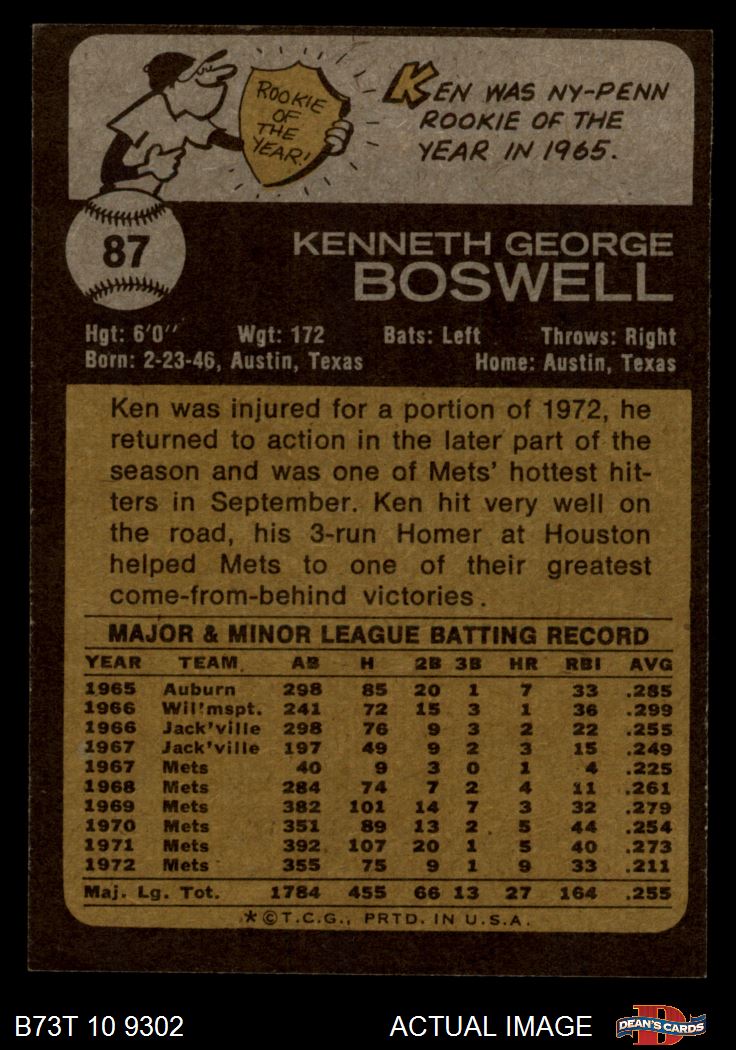 ROOKIE
OF
THE
YEAR!
KEN WAS NY-PENN
ROOKIE OF THE
YEAR IN 1965.
87
KENNETH GEORGE
BOSWELL
Hgt: 6'0" Wgt: 172 Bats: Left Throws: Right
Born: 2-23-46, Austin, Texas Home: Austin, Texas
Ken was injured for a portion of 1972, he
returned to action in the later part of the
season and was one of Mets' hottest hit-
ters in September. Ken hit very well on
the road, his 3-run Homer at Houston
helped Mets to one of their greatest
come-from-behind victories.
MAJOR & MINOR LEAGUE BATTING RECORD
YEAR TEAM AB H 2B 3B HR RBI AVG
1965 Auburn 298 85 20 1 7 33 .285
1966 Wil'mspt. 241 72 15 3 1 36 .299
1966 Jack'ville 298 76 9 3 2 22 .255
1967 Jack'ville 197 49 9 2 3 15 .249
1967 Mets 40 9 3 0 1 4 .225
1968 Mets 284 74 7 2 4 11 .261
1969 Mets 382 101 14 7 3 32 .279
1970 Mets 351 89 13 2 5 44 .254
1971 Mets 392 107 20 1 5 40 .273
1972 Mets 355 75 9 1 9 33 .211
Maj. Lg. Tot. 1784 455 66 13 27 164 .255
*©T.C.G., PRTD. IN U.S.A.
B73T 10 9302 ACTUAL IMAGE D DEAN'S CARDS